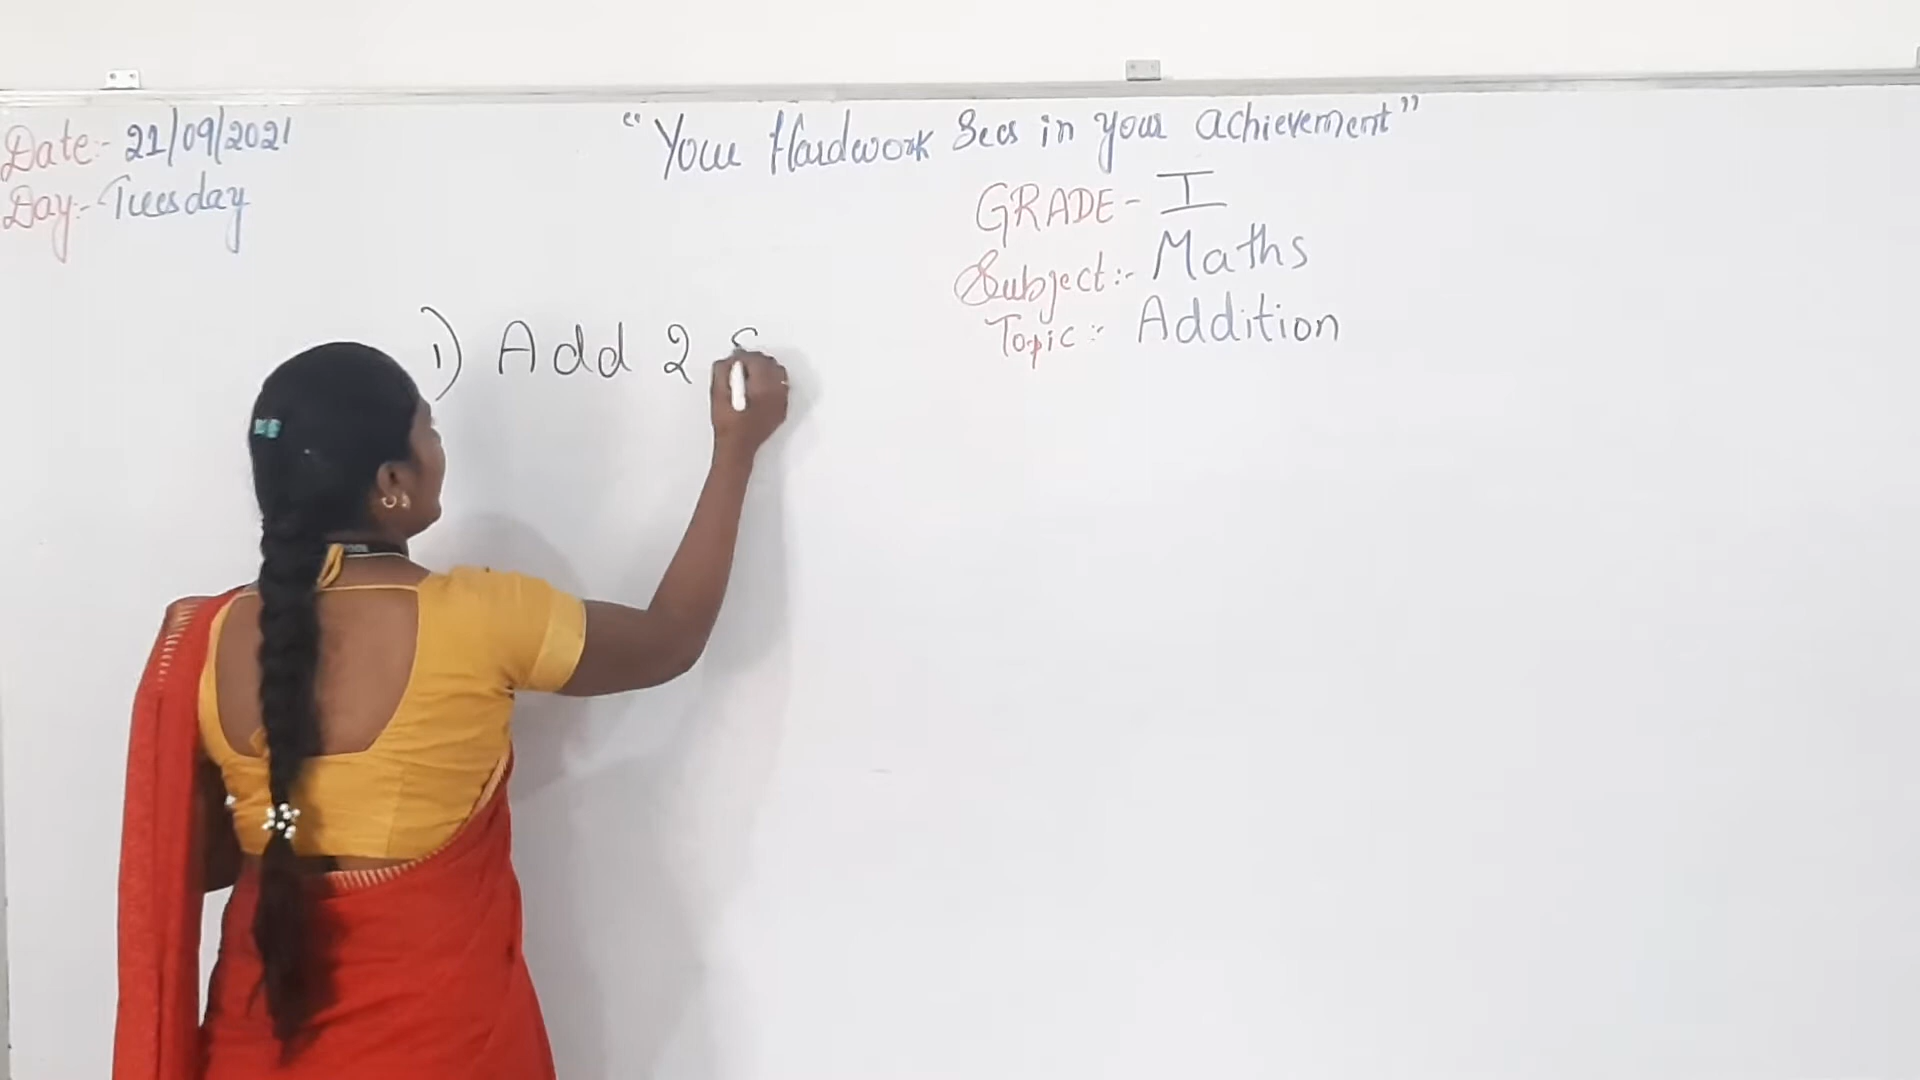 Date:- 21/09/2021
Day:- Tuesday
"Your Hardwork Sees in your achievement"
GRADE- I
Subject:- Maths
Topic:- Addition
1) Add 2